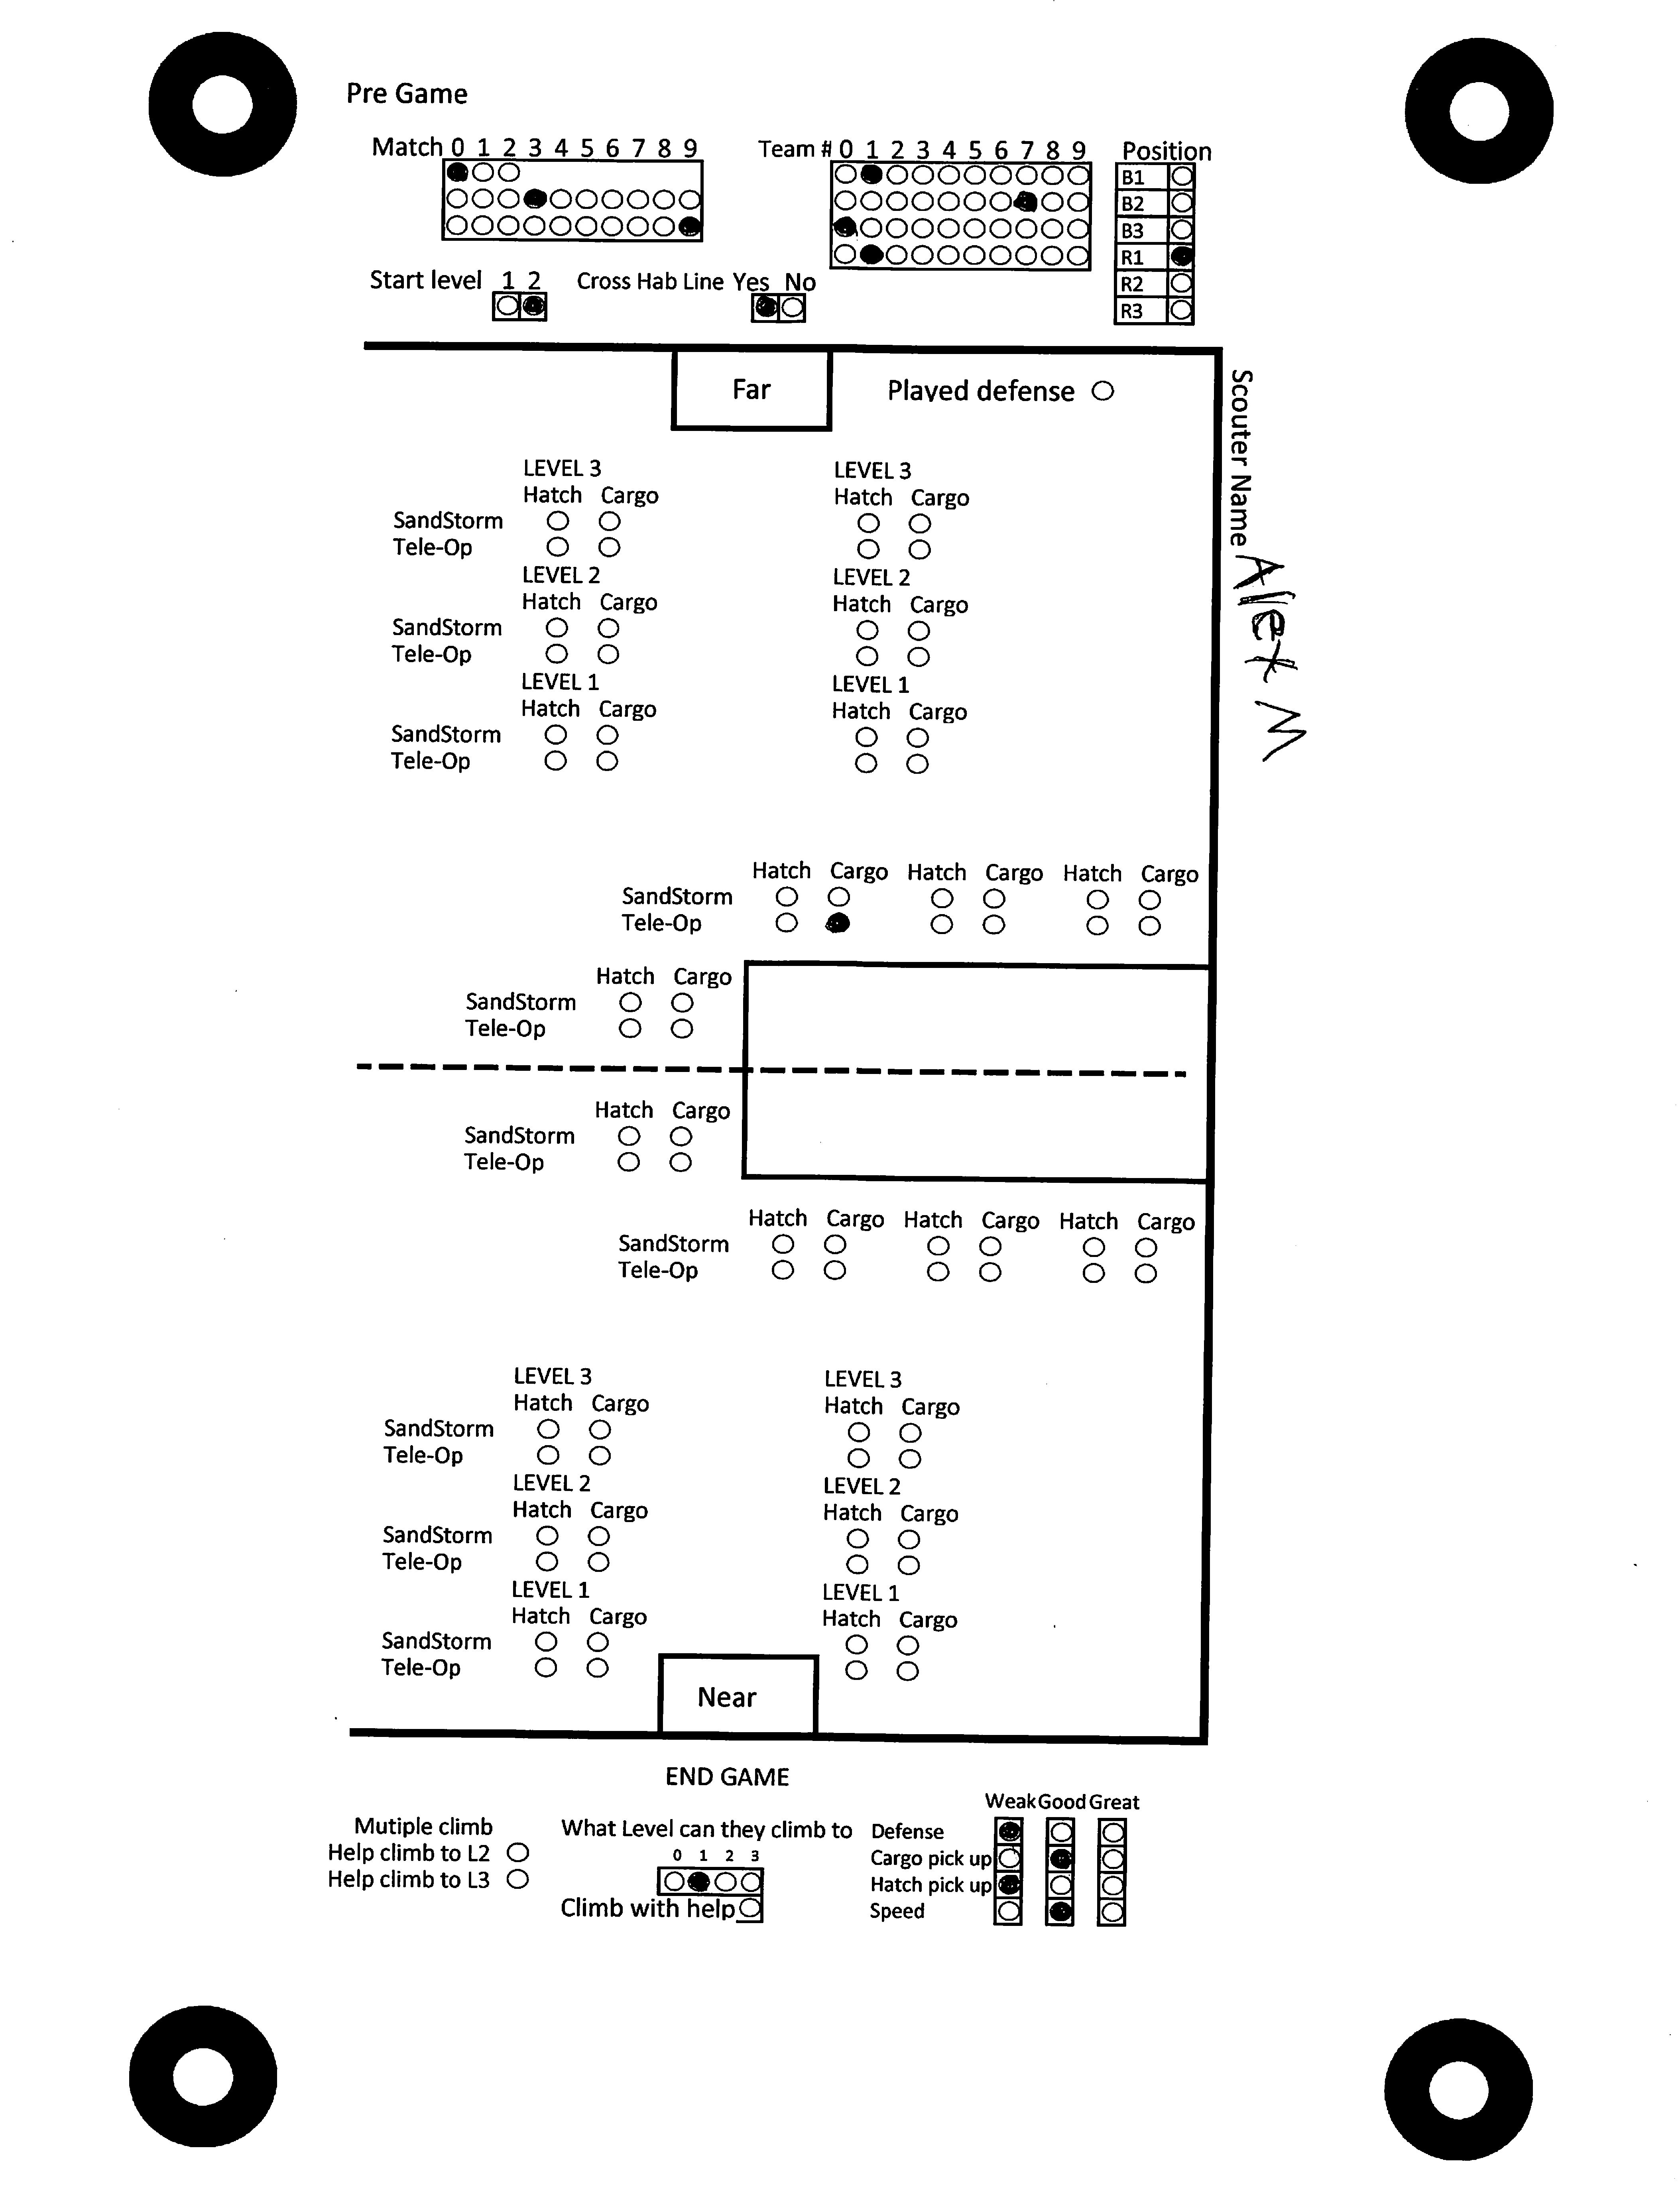 Pre Game
Match 0 1 2 3 4 5 6 7 8 9
Team # 0 1 2 3 4 5 6 7 8 9
Position
B1
B2
B3
R1
R2
R3
Start level 1 2
Cross Hab Line Yes No
Far
Played defense
Scouter Name Alex M
LEVEL 3 LEVEL 3
Hatch Cargo Hatch Cargo
SandStorm
Tele-Op
LEVEL 2 LEVEL 2
Hatch Cargo Hatch Cargo
SandStorm
Tele-Op
LEVEL 1 LEVEL 1
Hatch Cargo Hatch Cargo
SandStorm
Tele-Op
Hatch Cargo Hatch Cargo Hatch Cargo
SandStorm
Tele-Op
Hatch Cargo
SandStorm
Tele-Op
Hatch Cargo
SandStorm
Tele-Op
Hatch Cargo Hatch Cargo Hatch Cargo
SandStorm
Tele-Op
LEVEL 3 LEVEL 3
Hatch Cargo Hatch Cargo
SandStorm
Tele-Op
LEVEL 2 LEVEL 2
Hatch Cargo Hatch Cargo
SandStorm
Tele-Op
LEVEL 1 LEVEL 1
Hatch Cargo Hatch Cargo
SandStorm
Tele-Op
Near
END GAME
Mutiple climb
Help climb to L2
Help climb to L3
What Level can they climb to
0 1 2 3
Climb with help
Weak Good Great
Defense
Cargo pick up
Hatch pick up
Speed